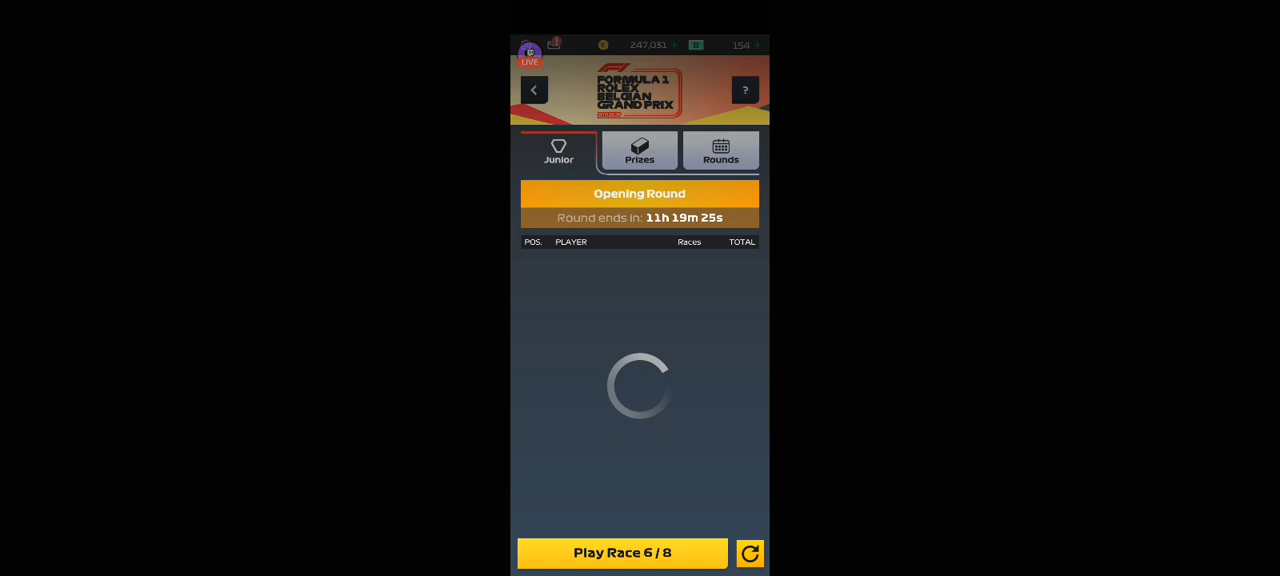 247,031 + 154 +
LIVE
FORMULA 1
ROLEX
BELGIAN
GRAND PRIX
2022
?
Junior
Prizes
Rounds
Opening Round
Round ends in: 11h 19m 25s
POS. PLAYER Races TOTAL
Play Race 6 / 8